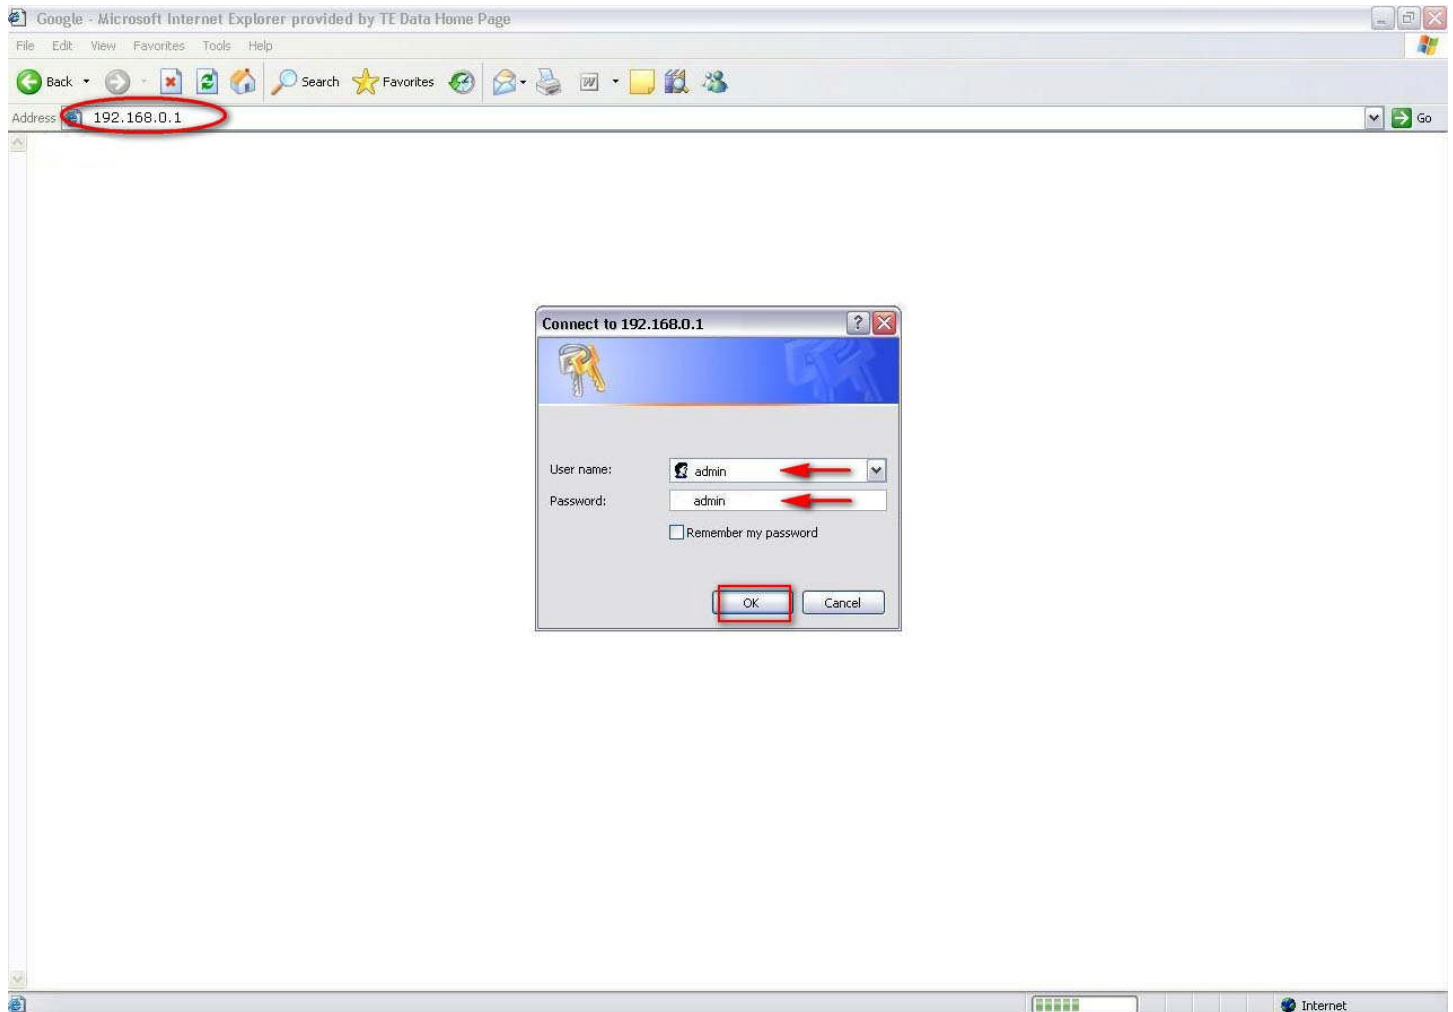 Google - Microsoft Internet Explorer provided by TE Data Home Page
File Edit View Favorites Tools Help
Back Search Favorites
Address 192.168.0.1 Go
Connect to 192.168.0.1
User name: admin
Password: admin
Remember my password
OK Cancel
Internet